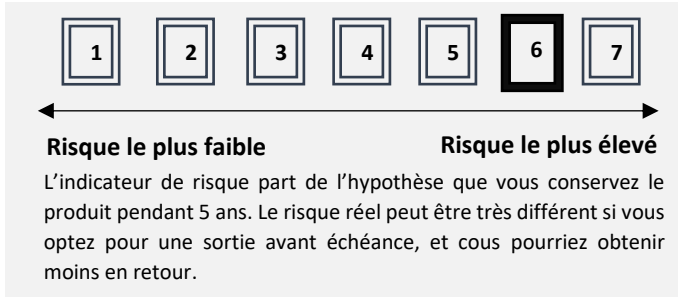 1 2 3 4 5 6 7
Risque le plus faible Risque le plus élevé
L'indicateur de risque part de l'hypothèse que vous conservez le
produit pendant 5 ans. Le risque réel peut être très différent si vous
optez pour une sortie avant échéance, et cous pourriez obtenir
moins en retour.